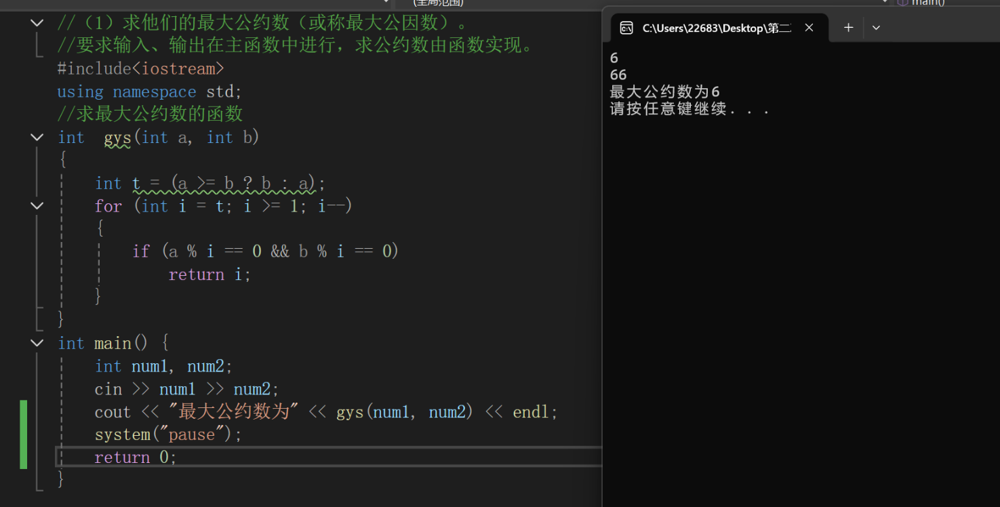 (全局范围)
main()
//（1）求他们的最大公约数（或称最大公因数）。
//要求输入、输出在主函数中进行，求公约数由函数实现。
#include<iostream>
using namespace std;
//求最大公约数的函数
int  gys(int a, int b)
{
    int t = (a >= b ? b : a);
    for (int i = t; i >= 1; i--)
    {
        if (a % i == 0 && b % i == 0)
            return i;
    }
}
int main() {
    int num1, num2;
    cin >> num1 >> num2;
    cout << "最大公约数为" << gys(num1, num2) << endl;
    system("pause");
    return 0;
}
C:\Users\22683\Desktop\第二
6
66
最大公约数为6
请按任意键继续. . .